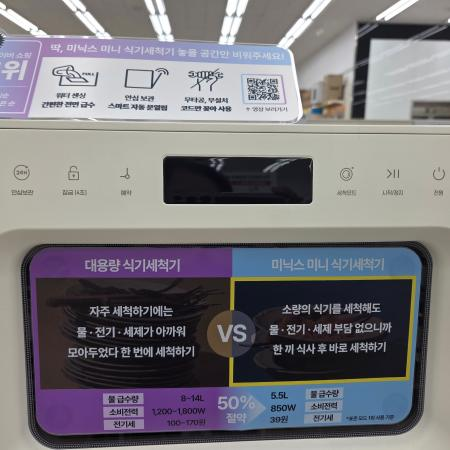 이버 쇼핑
위
딱, 미닉스 미니 식기세척기 놓을 공간만 비워주세요!
FULL
워터 센싱
간편한 전면 급수
안심 보관
스마트 자동 문열림
무타공, 무설치
코드만 꽂아 사용
24H
안심보관
잠금 (4초)
예약
세척모드
시작/정지
전원
대용량 식기세척기
미닉스 미니 식기세척기
자주 세척하기에는
물·전기·세제가 아까워
모아두었다 한 번에 세척하기
VS
소량의 식기를 세척해도
물·전기·세제 부담 없으니까
한 끼 식사 후 바로 세척하기
물 급수량 8~14L
소비전력 1,200~1,800W
전기세 100~170원
50%
절약
5.5L 물 급수량
850W 소비전력
39원 전기세